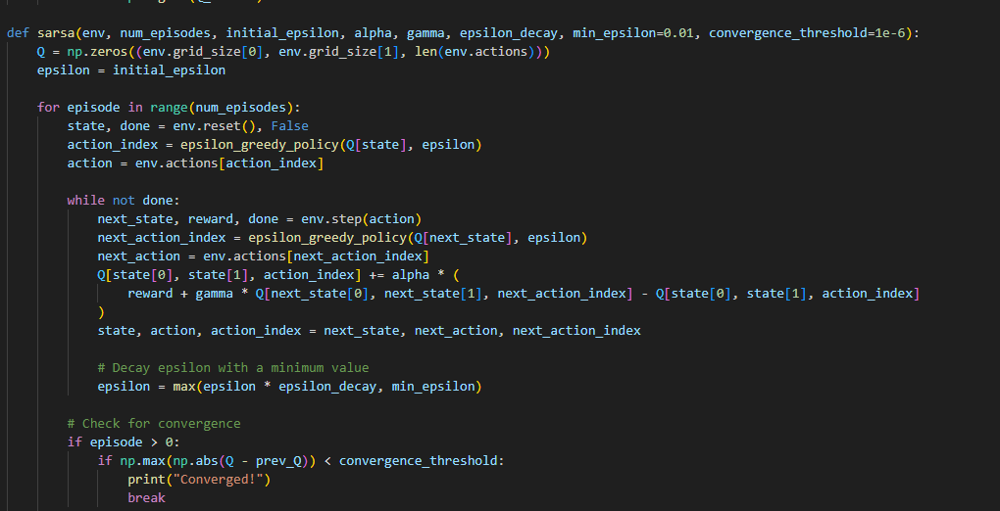 def sarsa(env, num_episodes, initial_epsilon, alpha, gamma, epsilon_decay, min_epsilon=0.01, convergence_threshold=1e-6):
    Q = np.zeros((env.grid_size[0], env.grid_size[1], len(env.actions)))
    epsilon = initial_epsilon

    for episode in range(num_episodes):
        state, done = env.reset(), False
        action_index = epsilon_greedy_policy(Q[state], epsilon)
        action = env.actions[action_index]

        while not done:
            next_state, reward, done = env.step(action)
            next_action_index = epsilon_greedy_policy(Q[next_state], epsilon)
            next_action = env.actions[next_action_index]
            Q[state[0], state[1], action_index] += alpha * (
                reward + gamma * Q[next_state[0], next_state[1], next_action_index] - Q[state[0], state[1], action_index]
            )
            state, action, action_index = next_state, next_action, next_action_index

            # Decay epsilon with a minimum value
            epsilon = max(epsilon * epsilon_decay, min_epsilon)

        # Check for convergence
        if episode > 0:
            if np.max(np.abs(Q - prev_Q)) < convergence_threshold:
                print("Converged!")
                break